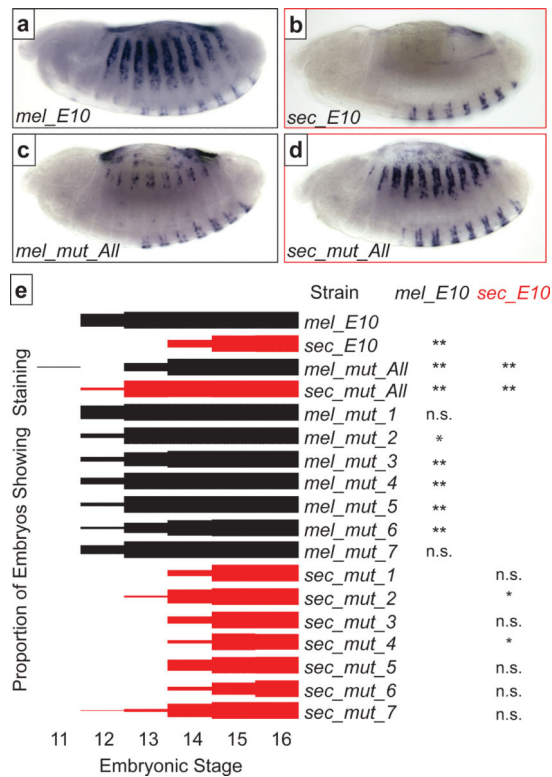 a
mel_E10
b
sec_E10
c
mel_mut_All
d
sec_mut_All
e
Strain mel_E10 sec_E10
Proportion of Embryos Showing Staining
mel_E10
sec_E10 **
mel_mut_All ** **
sec_mut_All ** **
mel_mut_1 n.s.
mel_mut_2 *
mel_mut_3 **
mel_mut_4 **
mel_mut_5 **
mel_mut_6 **
mel_mut_7 n.s.
sec_mut_1 n.s.
sec_mut_2 *
sec_mut_3 n.s.
sec_mut_4 *
sec_mut_5 n.s.
sec_mut_6 n.s.
sec_mut_7 n.s.
11 12 13 14 15 16
Embryonic Stage